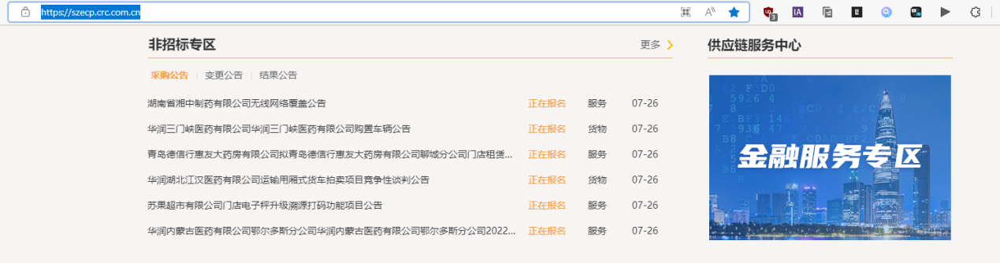 https://szecp.crc.com.cn
3
IA
非招标专区 更多
采购公告 变更公告 结果公告
湖南省湘中制药有限公司无线网络覆盖公告 正在报名 服务 07-26
华润三门峡医药有限公司华润三门峡医药有限公司购置车辆公告 正在报名 货物 07-26
青岛德信行惠友大药房有限公司拟青岛德信行惠友大药房有限公司聊城分公司门店租赁... 正在报名 服务 07-26
华润湖北江汉医药有限公司运输用厢式货车拍卖项目竞争性谈判公告 正在报名 货物 07-26
苏果超市有限公司门店电子秤升级溯源打码功能项目公告 正在报名 服务 07-26
华润内蒙古医药有限公司鄂尔多斯分公司华润内蒙古医药有限公司鄂尔多斯分公司2022... 正在报名 服务 07-26
供应链服务中心
金融服务专区